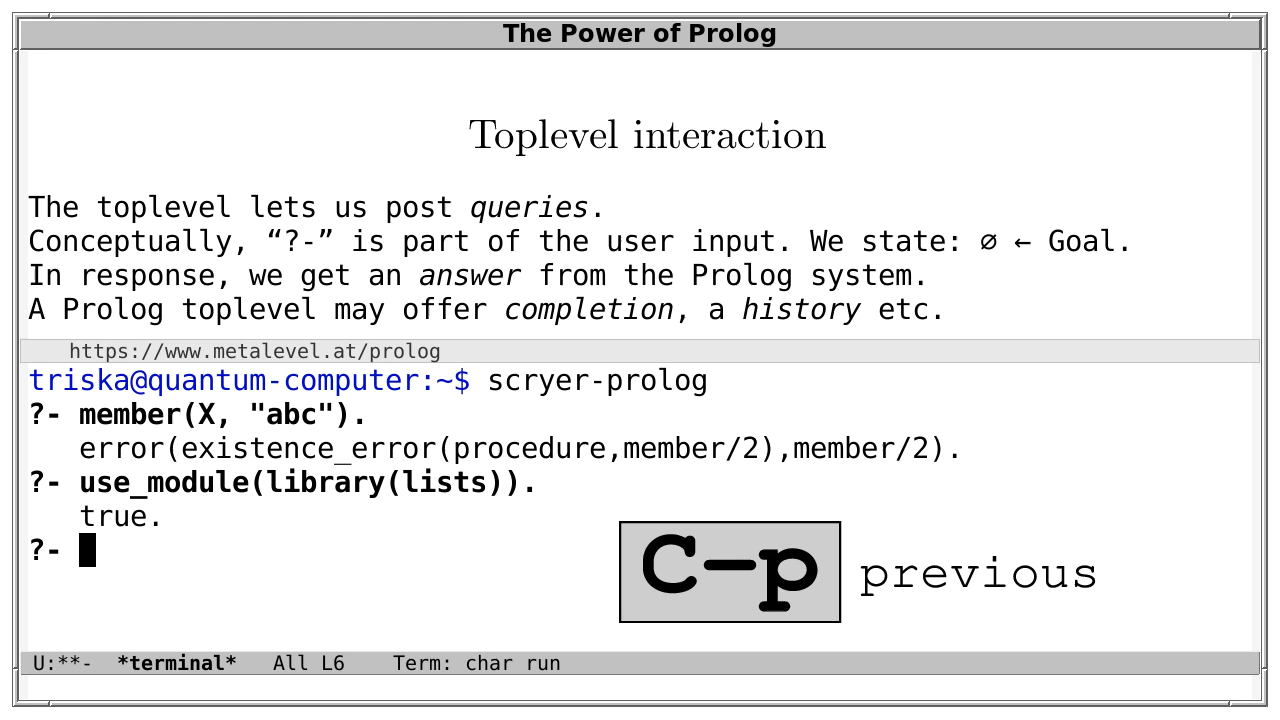 The Power of Prolog
Toplevel interaction
The toplevel lets us post queries.
Conceptually, “?-” is part of the user input. We state: ∅ ← Goal.
In response, we get an answer from the Prolog system.
A Prolog toplevel may offer completion, a history etc.
https://www.metalevel.at/prolog
triska@quantum-computer:~$ scryer-prolog
?- member(X, "abc").
error(existence_error(procedure,member/2),member/2).
?- use_module(library(lists)).
true.
?-
C-p previous
U:**- *terminal* All L6 Term: char run